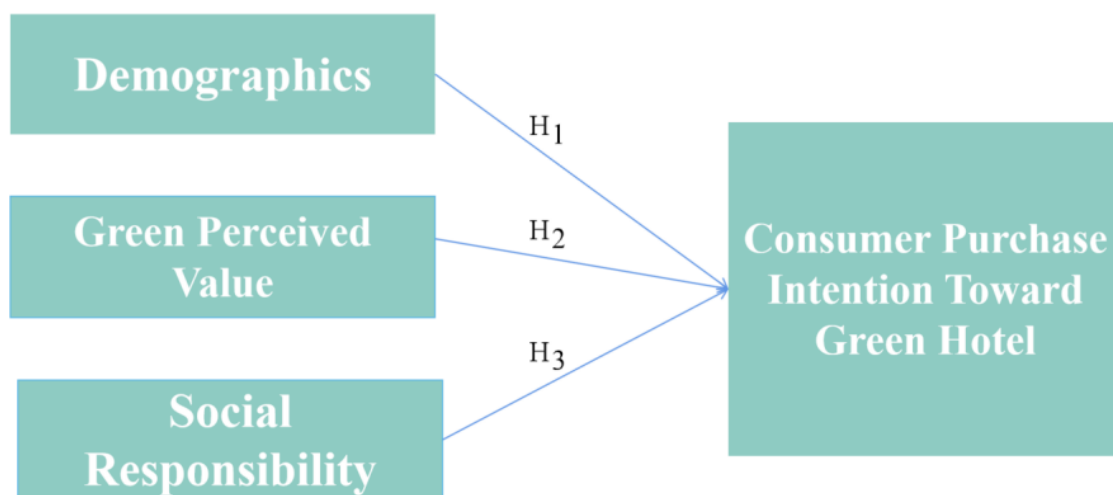 Demographics
H1
Green Perceived
Value
H2
Social
Responsibility
H3
Consumer Purchase
Intention Toward
Green Hotel